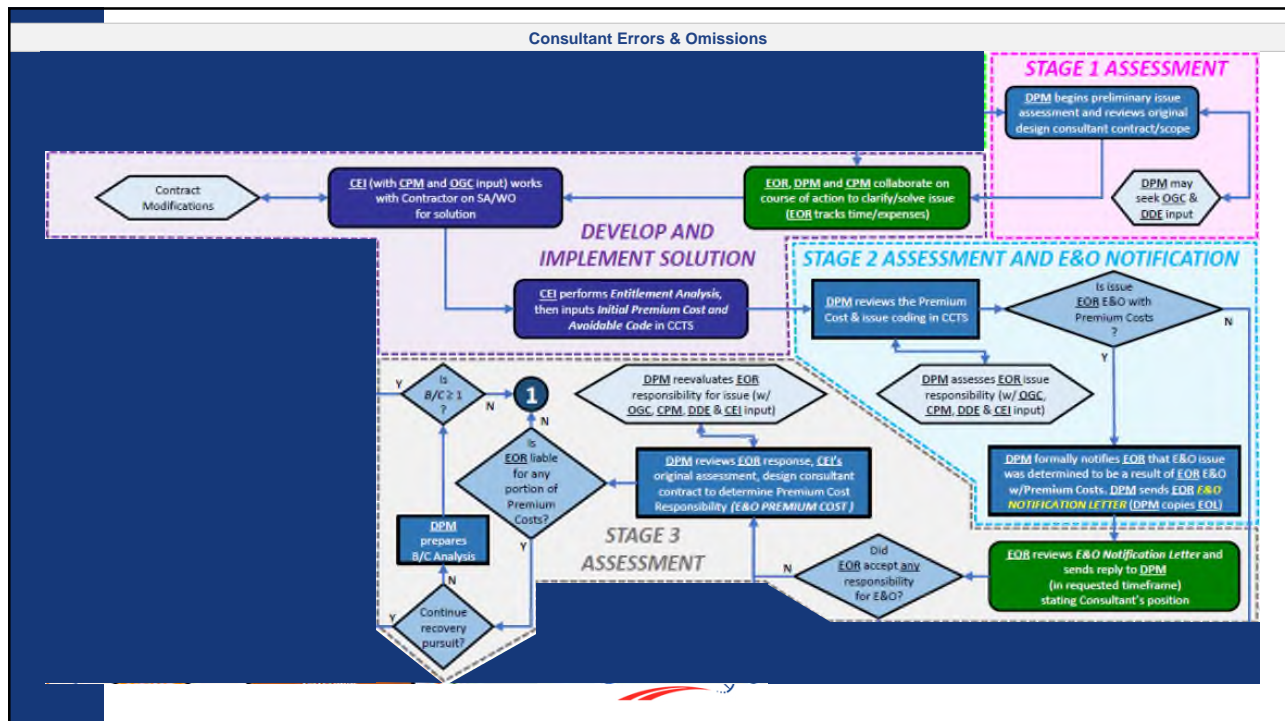 Consultant Errors & Omissions
STAGE 1 ASSESSMENT
DPM begins preliminary issue
assessment and reviews original
design consultant contract/scope
DPM may
seek OGC &
DDE input
EOR, DPM and CPM collaborate on
course of action to clarify/solve issue
(EOR tracks time/expenses)
CEI (with CPM and OGC input) works
with Contractor on SA/WO
for solution
Contract
Modifications
DEVELOP AND
IMPLEMENT SOLUTION
CEI performs Entitlement Analysis,
then inputs Initial Premium Cost and
Avoidable Code in CCTS
STAGE 2 ASSESSMENT AND E&O NOTIFICATION
DPM reviews the Premium
Cost & issue coding in CCTS
Is issue
EOR E&O with
Premium Costs
?
N
Y
DPM assesses EOR issue
responsibility (w/ OGC,
CPM, DDE & CEI input)
DPM formally notifies EOR that E&O issue
was determined to be a result of EOR E&O
w/Premium Costs. DPM sends EOR E&O
NOTIFICATION LETTER (DPM copies EOL)
EOR reviews E&O Notification Letter and
sends reply to DPM
(in requested timeframe)
stating Consultant's position
Did
EOR accept any
responsibility
for E&O?
N
DPM reviews EOR response, CEI's
original assessment, design consultant
contract to determine Premium Cost
Responsibility (E&O PREMIUM COST )
DPM reevaluates EOR
responsibility for issue (w/
OGC, CPM, DDE & CEI input)
STAGE 3
ASSESSMENT
Is
EOR liable
for any
portion of
Premium
Costs?
N
1
Y
Continue
recovery
pursuit?
Y
N
DPM
prepares
B/C Analysis
Is
B/C ≥ 1
?
Y
N